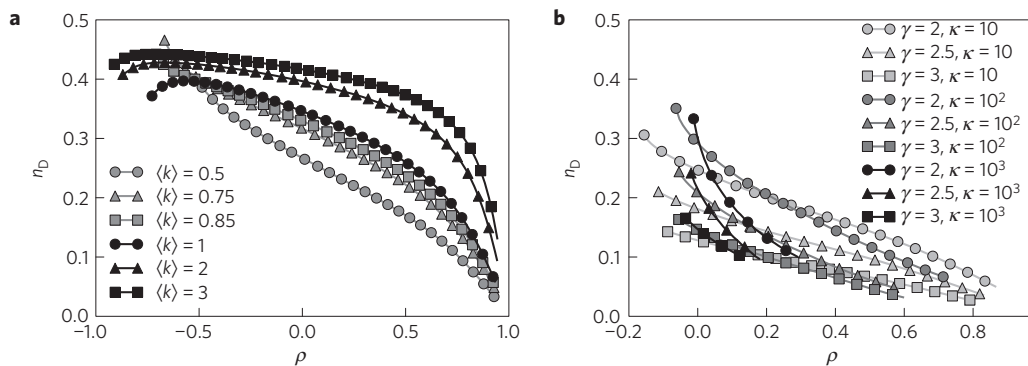 a
0.5
0.4
0.3
0.2
0.1
0.0
n_D
⟨k⟩ = 0.5
⟨k⟩ = 0.75
⟨k⟩ = 0.85
⟨k⟩ = 1
⟨k⟩ = 2
⟨k⟩ = 3
−1.0 −0.5 0.0 0.5 1.0
ρ
b
0.5
0.4
0.3
0.2
0.1
0.0
n_D
γ = 2, κ = 10
γ = 2.5, κ = 10
γ = 3, κ = 10
γ = 2, κ = 10²
γ = 2.5, κ = 10²
γ = 3, κ = 10²
γ = 2, κ = 10³
γ = 2.5, κ = 10³
γ = 3, κ = 10³
−0.2 0.0 0.2 0.4 0.6 0.8
ρ